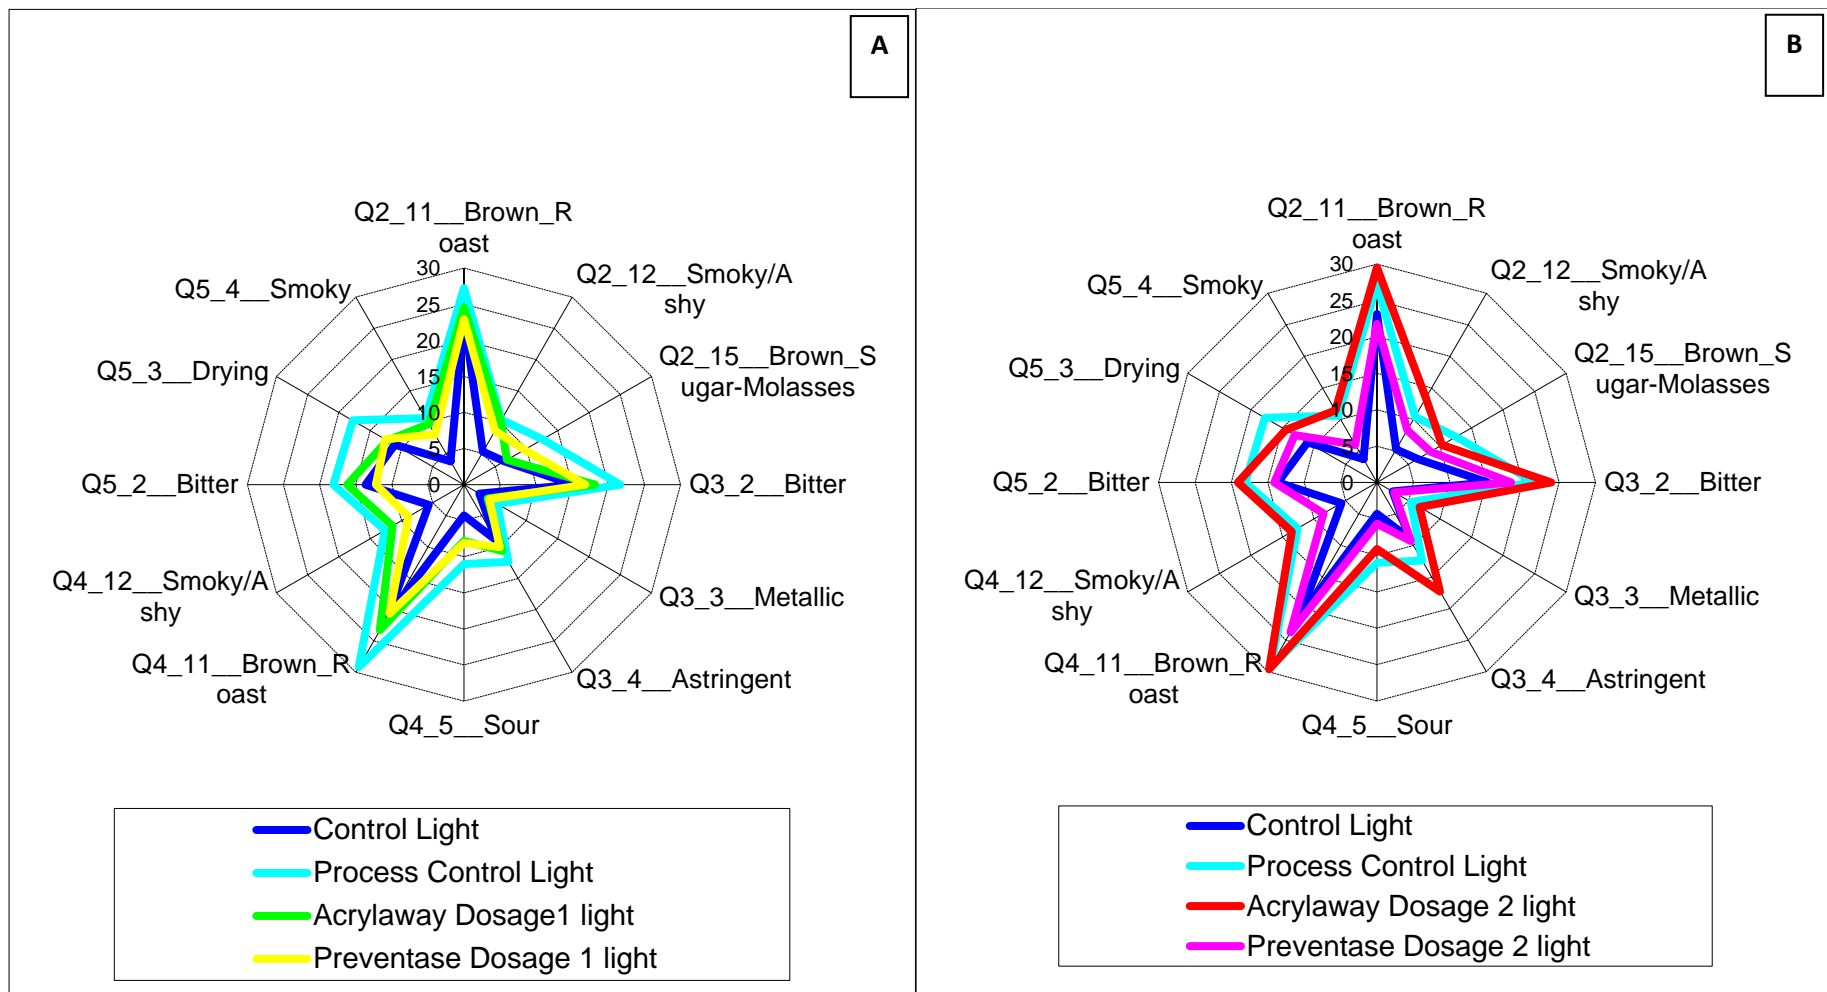 A
Q2_11__Brown_R
oast
Q2_12__Smoky/A
shy
Q2_15__Brown_S
ugar-Molasses
Q3_2__Bitter
Q3_3__Metallic
Q3_4__Astringent
Q4_5__Sour
Q4_11__Brown_R
oast
Q4_12__Smoky/A
shy
Q5_2__Bitter
Q5_3__Drying
Q5_4__Smoky
30
25
20
15
10
5
0
Control Light
Process Control Light
Acrylaway Dosage1 light
Preventase Dosage 1 light
B
Q2_11__Brown_R
oast
Q2_12__Smoky/A
shy
Q2_15__Brown_S
ugar-Molasses
Q3_2__Bitter
Q3_3__Metallic
Q3_4__Astringent
Q4_5__Sour
Q4_11__Brown_R
oast
Q4_12__Smoky/A
shy
Q5_2__Bitter
Q5_3__Drying
Q5_4__Smoky
30
25
20
15
10
5
0
Control Light
Process Control Light
Acrylaway Dosage 2 light
Preventase Dosage 2 light